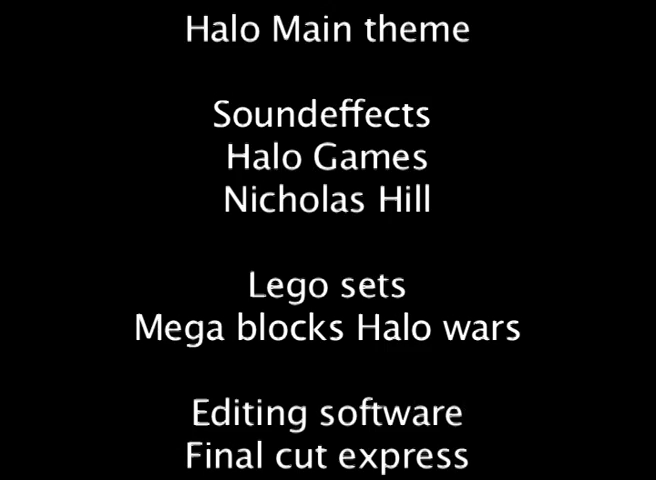 Halo Main theme
Soundeffects
Halo Games
Nicholas Hill
Lego sets
Mega blocks Halo wars
Editing software
Final cut express